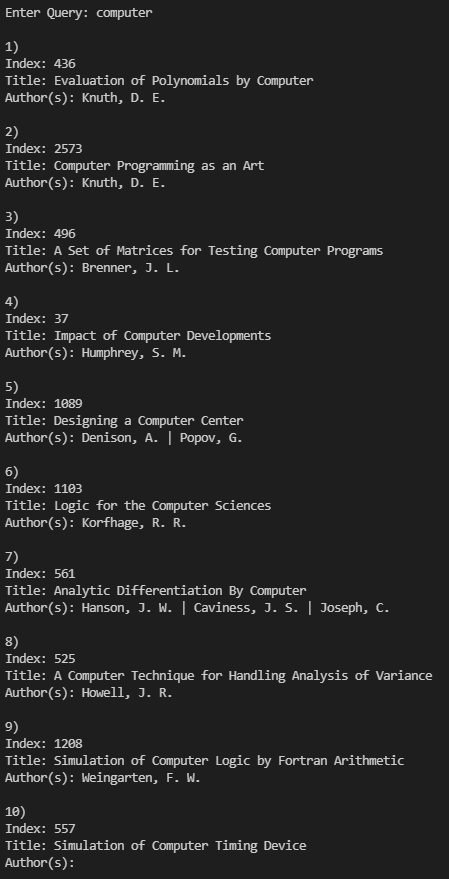 Enter Query: computer
1)
Index: 436
Title: Evaluation of Polynomials by Computer
Author(s): Knuth, D. E.
2)
Index: 2573
Title: Computer Programming as an Art
Author(s): Knuth, D. E.
3)
Index: 496
Title: A Set of Matrices for Testing Computer Programs
Author(s): Brenner, J. L.
4)
Index: 37
Title: Impact of Computer Developments
Author(s): Humphrey, S. M.
5)
Index: 1089
Title: Designing a Computer Center
Author(s): Denison, A. | Popov, G.
6)
Index: 1103
Title: Logic for the Computer Sciences
Author(s): Korfhage, R. R.
7)
Index: 561
Title: Analytic Differentiation By Computer
Author(s): Hanson, J. W. | Caviness, J. S. | Joseph, C.
8)
Index: 525
Title: A Computer Technique for Handling Analysis of Variance
Author(s): Howell, J. R.
9)
Index: 1208
Title: Simulation of Computer Logic by Fortran Arithmetic
Author(s): Weingarten, F. W.
10)
Index: 557
Title: Simulation of Computer Timing Device
Author(s):